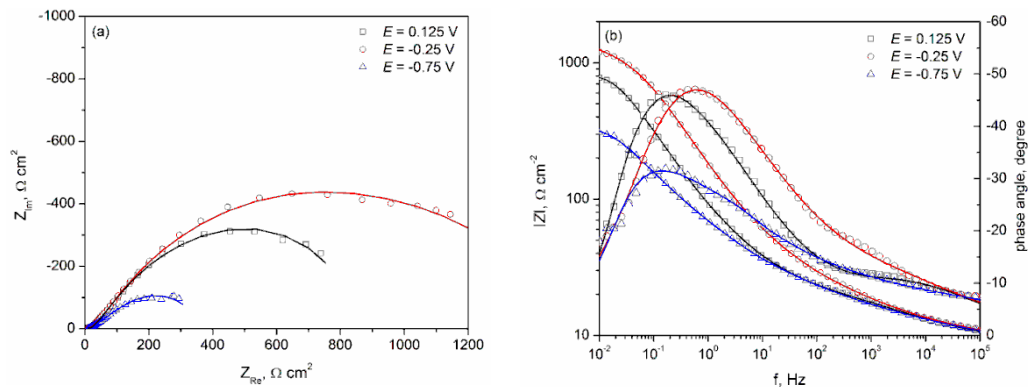 (a)
E = 0.125 V
E = -0.25 V
E = -0.75 V
-1000
-800
-600
-400
-200
0
Z_Im, Ω cm²
0 200 400 600 800 1000 1200
Z_Re, Ω cm²
(b)
E = 0.125 V
E = -0.25 V
E = -0.75 V
1000
100
10
|Z|, Ω cm⁻²
-60
-50
-40
-30
-20
-10
0
phase angle, degree
10⁻² 10⁻¹ 10⁰ 10¹ 10² 10³ 10⁴ 10⁵
f, Hz